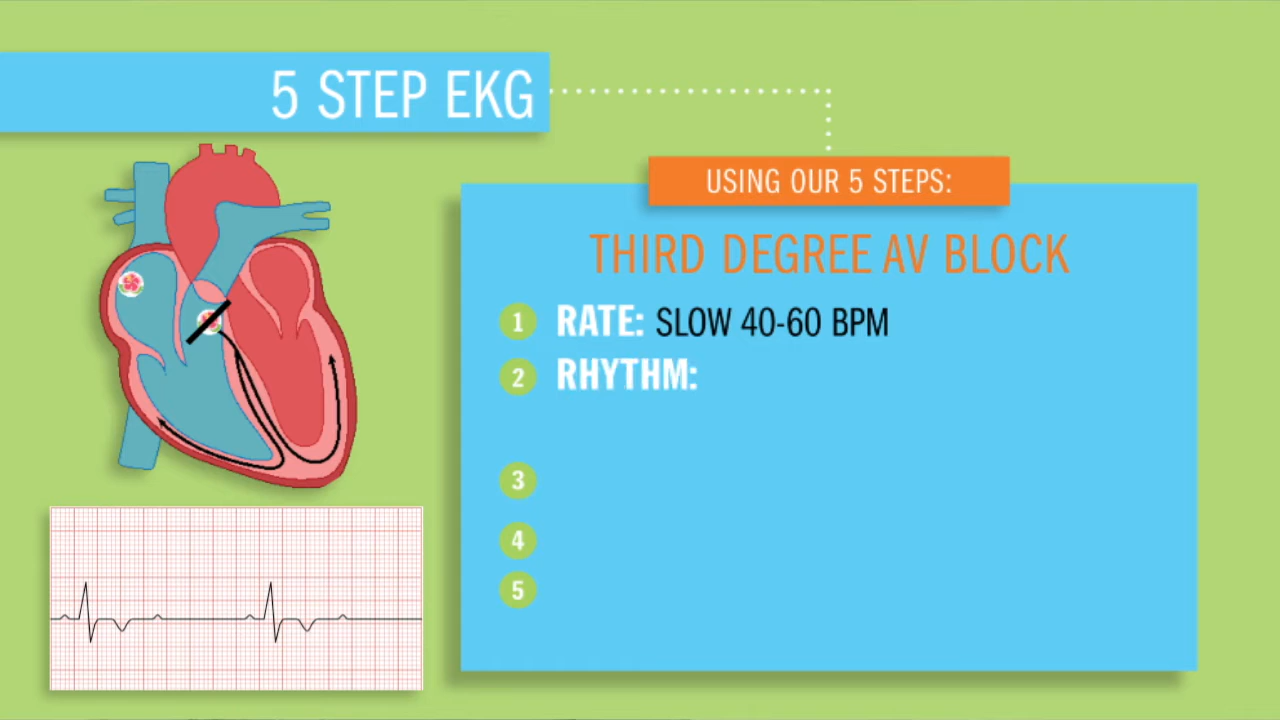 5 STEP EKG
USING OUR 5 STEPS:
THIRD DEGREE AV BLOCK
1 RATE: SLOW 40-60 BPM
2 RHYTHM:
3
4
5